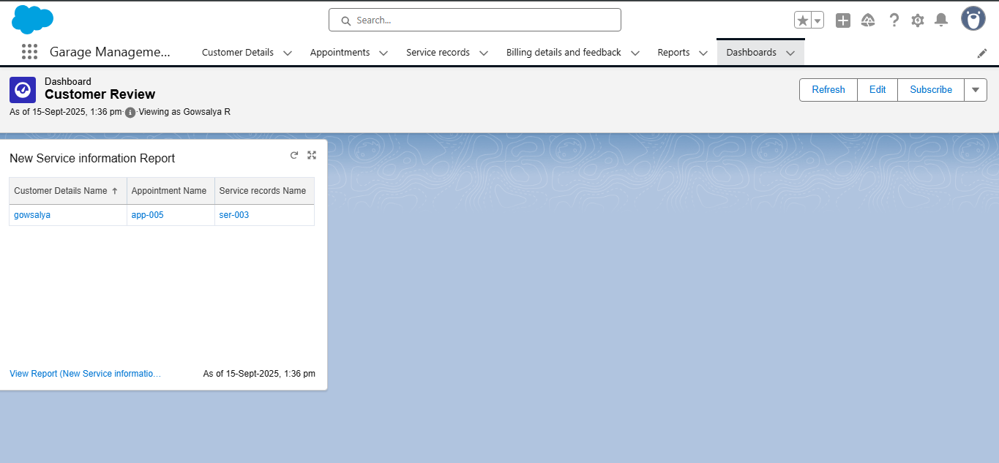 Search...
Garage Manageme...
Customer Details
Appointments
Service records
Billing details and feedback
Reports
Dashboards
Dashboard
Customer Review
As of 15-Sept-2025, 1:36 pm·Viewing as Gowsalya R
Refresh
Edit
Subscribe
New Service information Report
Customer Details Name ↑ Appointment Name Service records Name
gowsalya app-005 ser-003
View Report (New Service informatio... As of 15-Sept-2025, 1:36 pm